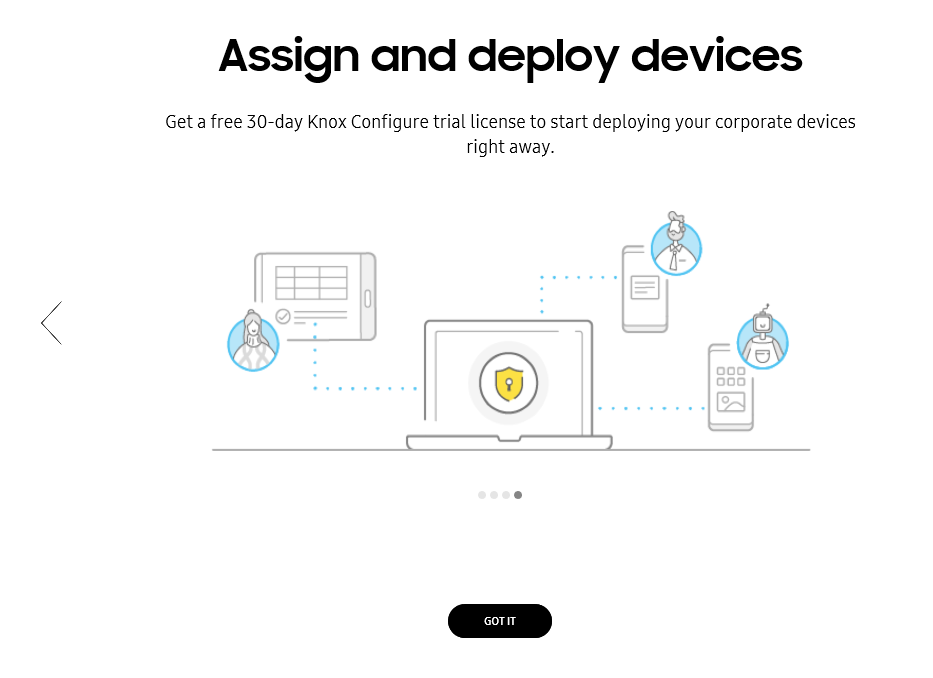 Assign and deploy devices
Get a free 30-day Knox Configure trial license to start deploying your corporate devices
right away.
GOT IT